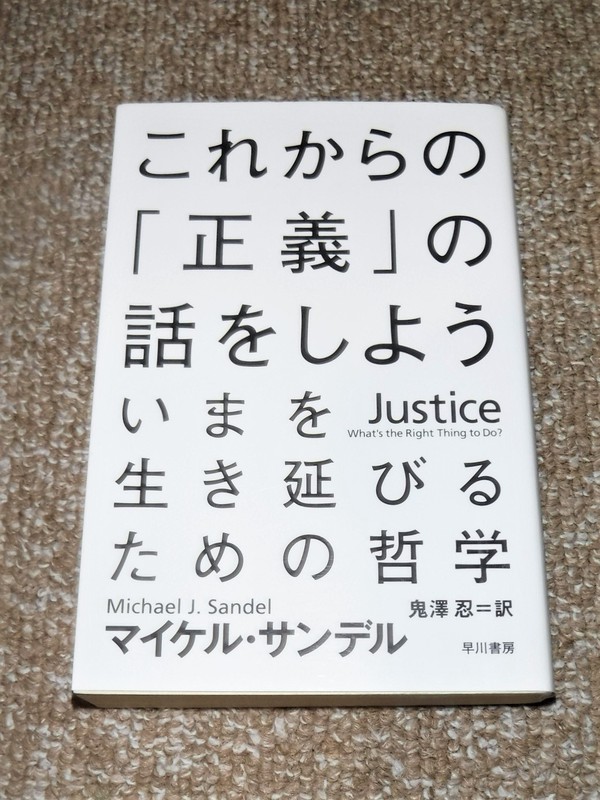 これからの
「正義」の
話をしよう
いまを
Justice
What's the Right Thing to Do?
生き延びる
ための哲学
Michael J. Sandel
鬼澤 忍=訳
マイケル・サンデル
早川書房